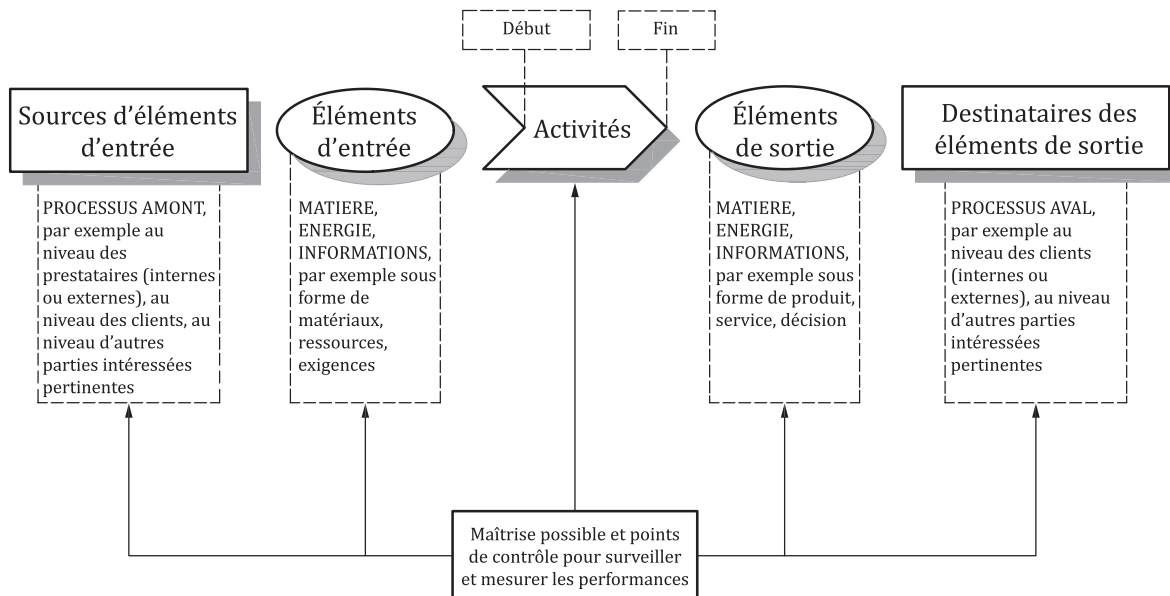 Début
Fin
Sources d'éléments
d'entrée
Éléments
d'entrée
Activités
Éléments
de sortie
Destinataires des
éléments de sortie
PROCESSUS AMONT,
par exemple au
niveau des
prestataires (internes
ou externes), au
niveau des clients, au
niveau d'autres
parties intéressées
pertinentes
MATIERE,
ENERGIE,
INFORMATIONS,
par exemple sous
forme de
matériaux,
ressources,
exigences
MATIERE,
ENERGIE,
INFORMATIONS,
par exemple sous
forme de produit,
service, décision
PROCESSUS AVAL,
par exemple au
niveau des clients
(internes ou
externes), au niveau
d'autres parties
intéressées
pertinentes
Maîtrise possible et points
de contrôle pour surveiller
et mesurer les performances